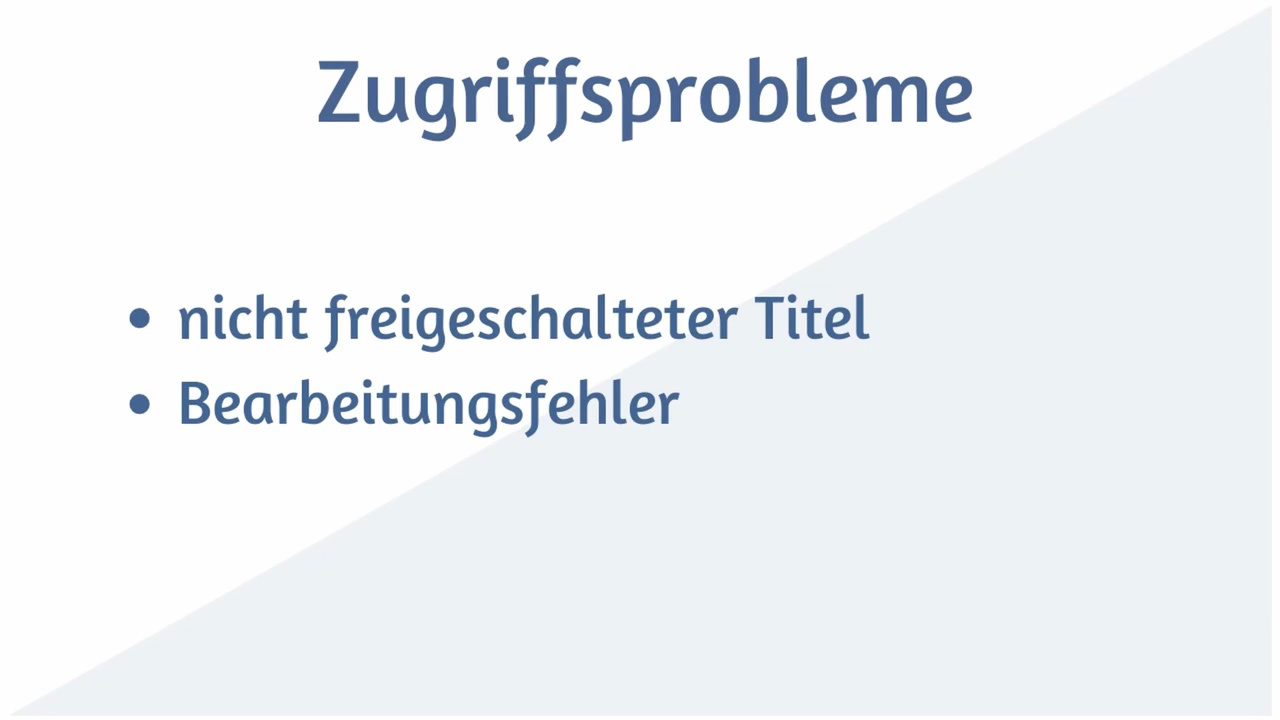 Zugriffsprobleme
• nicht freigeschalteter Titel
• Bearbeitungsfehler